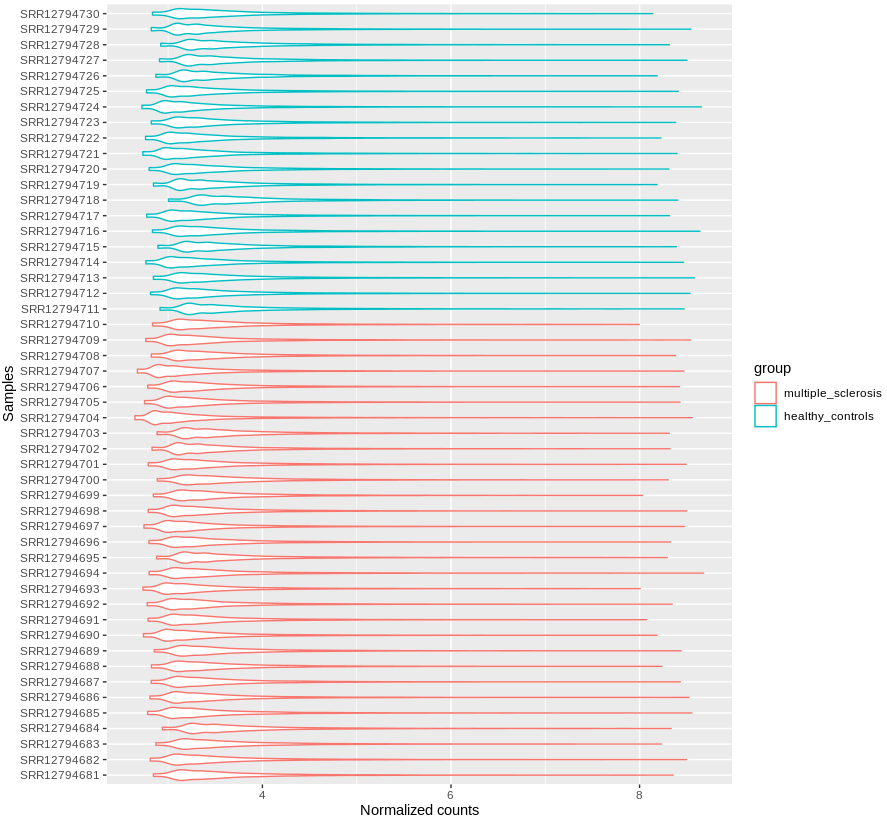 SRR12794730
SRR12794729
SRR12794728
SRR12794727
SRR12794726
SRR12794725
SRR12794724
SRR12794723
SRR12794722
SRR12794721
SRR12794720
SRR12794719
SRR12794718
SRR12794717
SRR12794716
SRR12794715
SRR12794714
SRR12794713
SRR12794712
SRR12794711
SRR12794710
SRR12794709
SRR12794708
SRR12794707
SRR12794706
SRR12794705
SRR12794704
SRR12794703
SRR12794702
SRR12794701
SRR12794700
SRR12794699
SRR12794698
SRR12794697
SRR12794696
SRR12794695
SRR12794694
SRR12794693
SRR12794692
SRR12794691
SRR12794690
SRR12794689
SRR12794688
SRR12794687
SRR12794686
SRR12794685
SRR12794684
SRR12794683
SRR12794682
SRR12794681
Samples
4 6 8
Normalized counts
group
multiple_sclerosis
healthy_controls